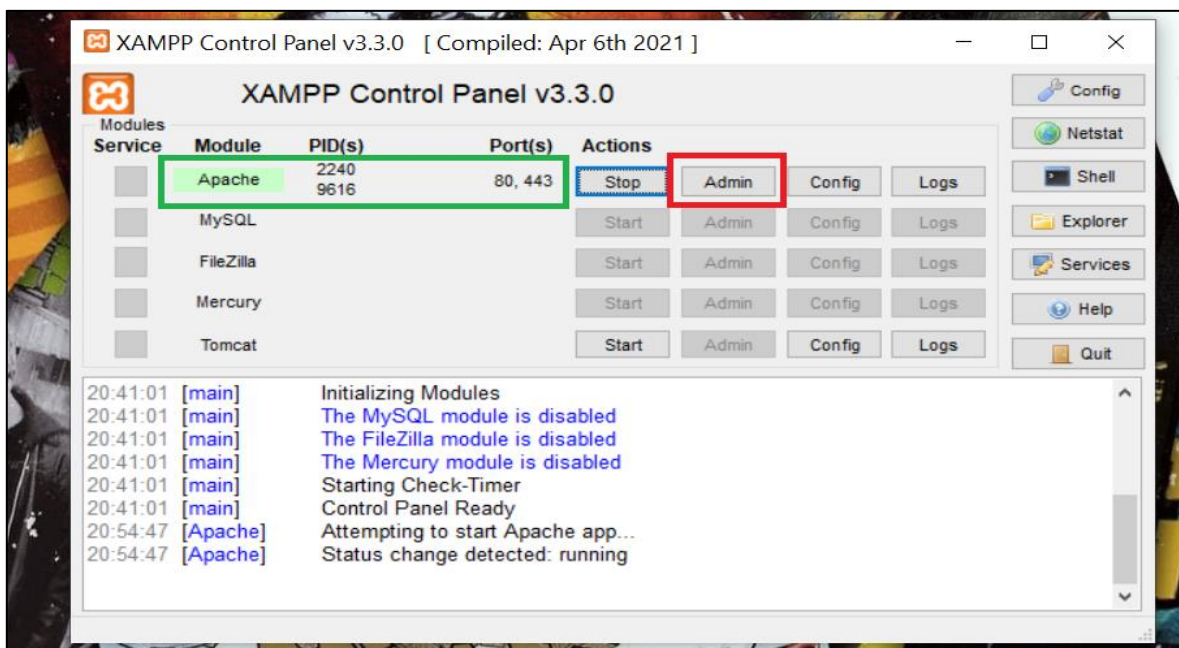 XAMPP Control Panel v3.3.0 [ Compiled: Apr 6th 2021 ]
XAMPP Control Panel v3.3.0
Config
Modules
Service Module PID(s) Port(s) Actions
Netstat
Apache 2240 9616 80, 443 Stop Admin Config Logs
Shell
MySQL Start Admin Config Logs
Explorer
FileZilla Start Admin Config Logs
Services
Mercury Start Admin Config Logs
Help
Tomcat Start Admin Config Logs
Quit
20:41:01 [main] Initializing Modules
20:41:01 [main] The MySQL module is disabled
20:41:01 [main] The FileZilla module is disabled
20:41:01 [main] The Mercury module is disabled
20:41:01 [main] Starting Check-Timer
20:41:01 [main] Control Panel Ready
20:54:47 [Apache] Attempting to start Apache app...
20:54:47 [Apache] Status change detected: running